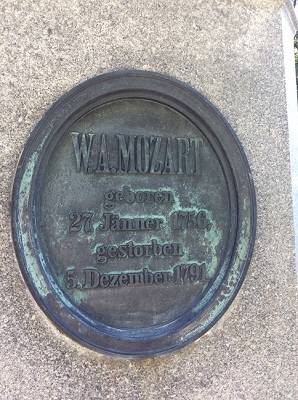 W.A.MOZART
geboren
27 Jänner 1756,
gestorben
5. Dezember 1791.